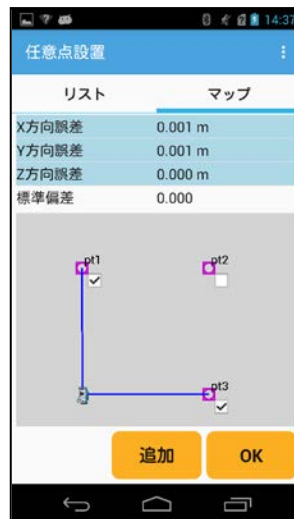 14:37
任意点設置
リスト マップ
X方向誤差 0.001 m
Y方向誤差 0.001 m
Z方向誤差 0.000 m
標準偏差 0.000
pt1 pt2
pt3
追加 OK